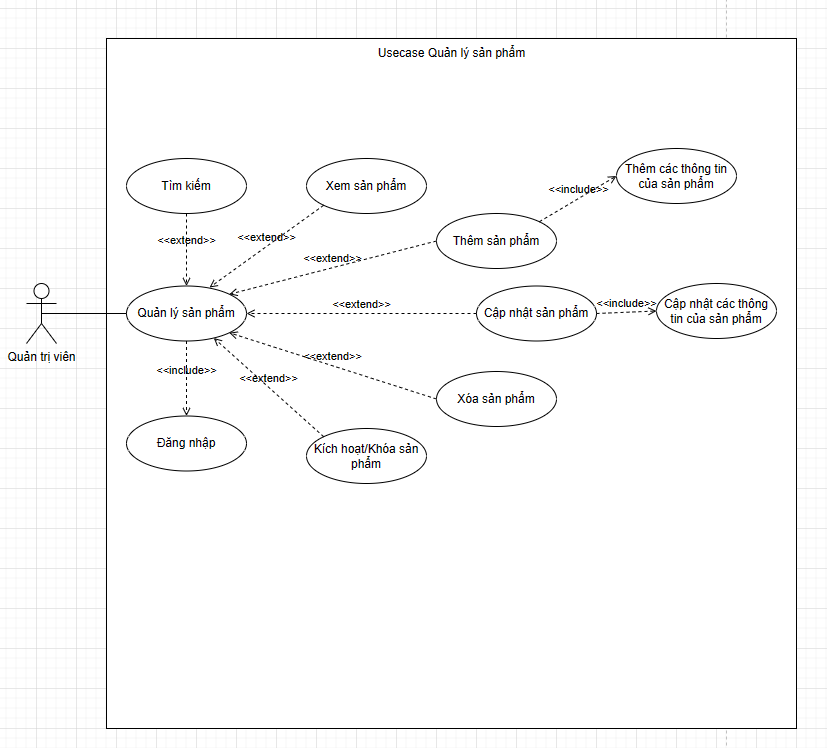 Usecase Quản lý sản phẩm
Thêm các thông tin
của sản phẩm
Tìm kiếm
Xem sản phẩm
<<include>>
<<extend>>
<<extend>>
Thêm sản phẩm
<<extend>>
Quản trị viên
Quản lý sản phẩm
<<extend>>
Cập nhật sản phẩm
<<include>>
Cập nhật các thông
tin của sản phẩm
<<include>>
<<extend>>
<<extend>>
Xóa sản phẩm
Đăng nhập
Kích hoạt/Khóa sản
phẩm